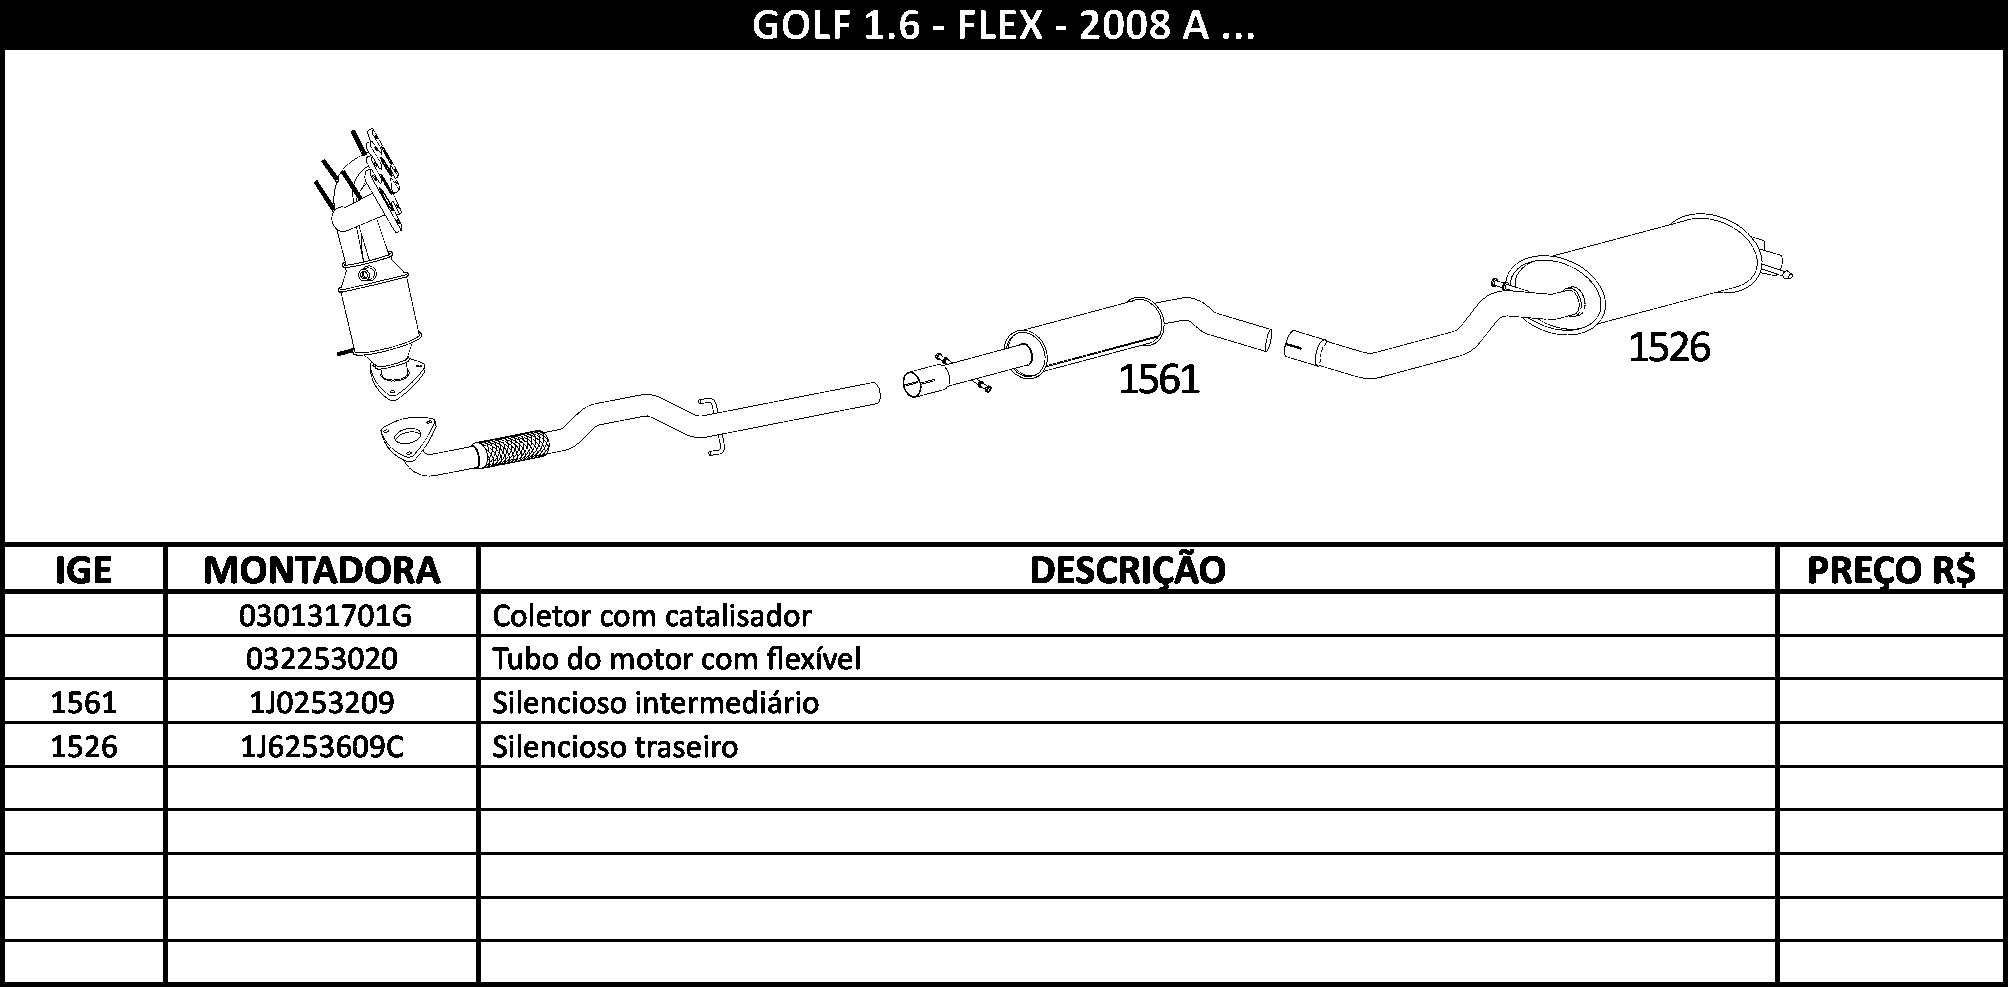 GOLF 1.6 - FLEX - 2008 A ...
1526
1561
IGE MONTADORA DESCRIÇÃO PREÇO R$
030131701G Coletor com catalisador
032253020 Tubo do motor com flexível
1561 1J0253209 Silencioso intermediário
1526 1J6253609C Silencioso traseiro